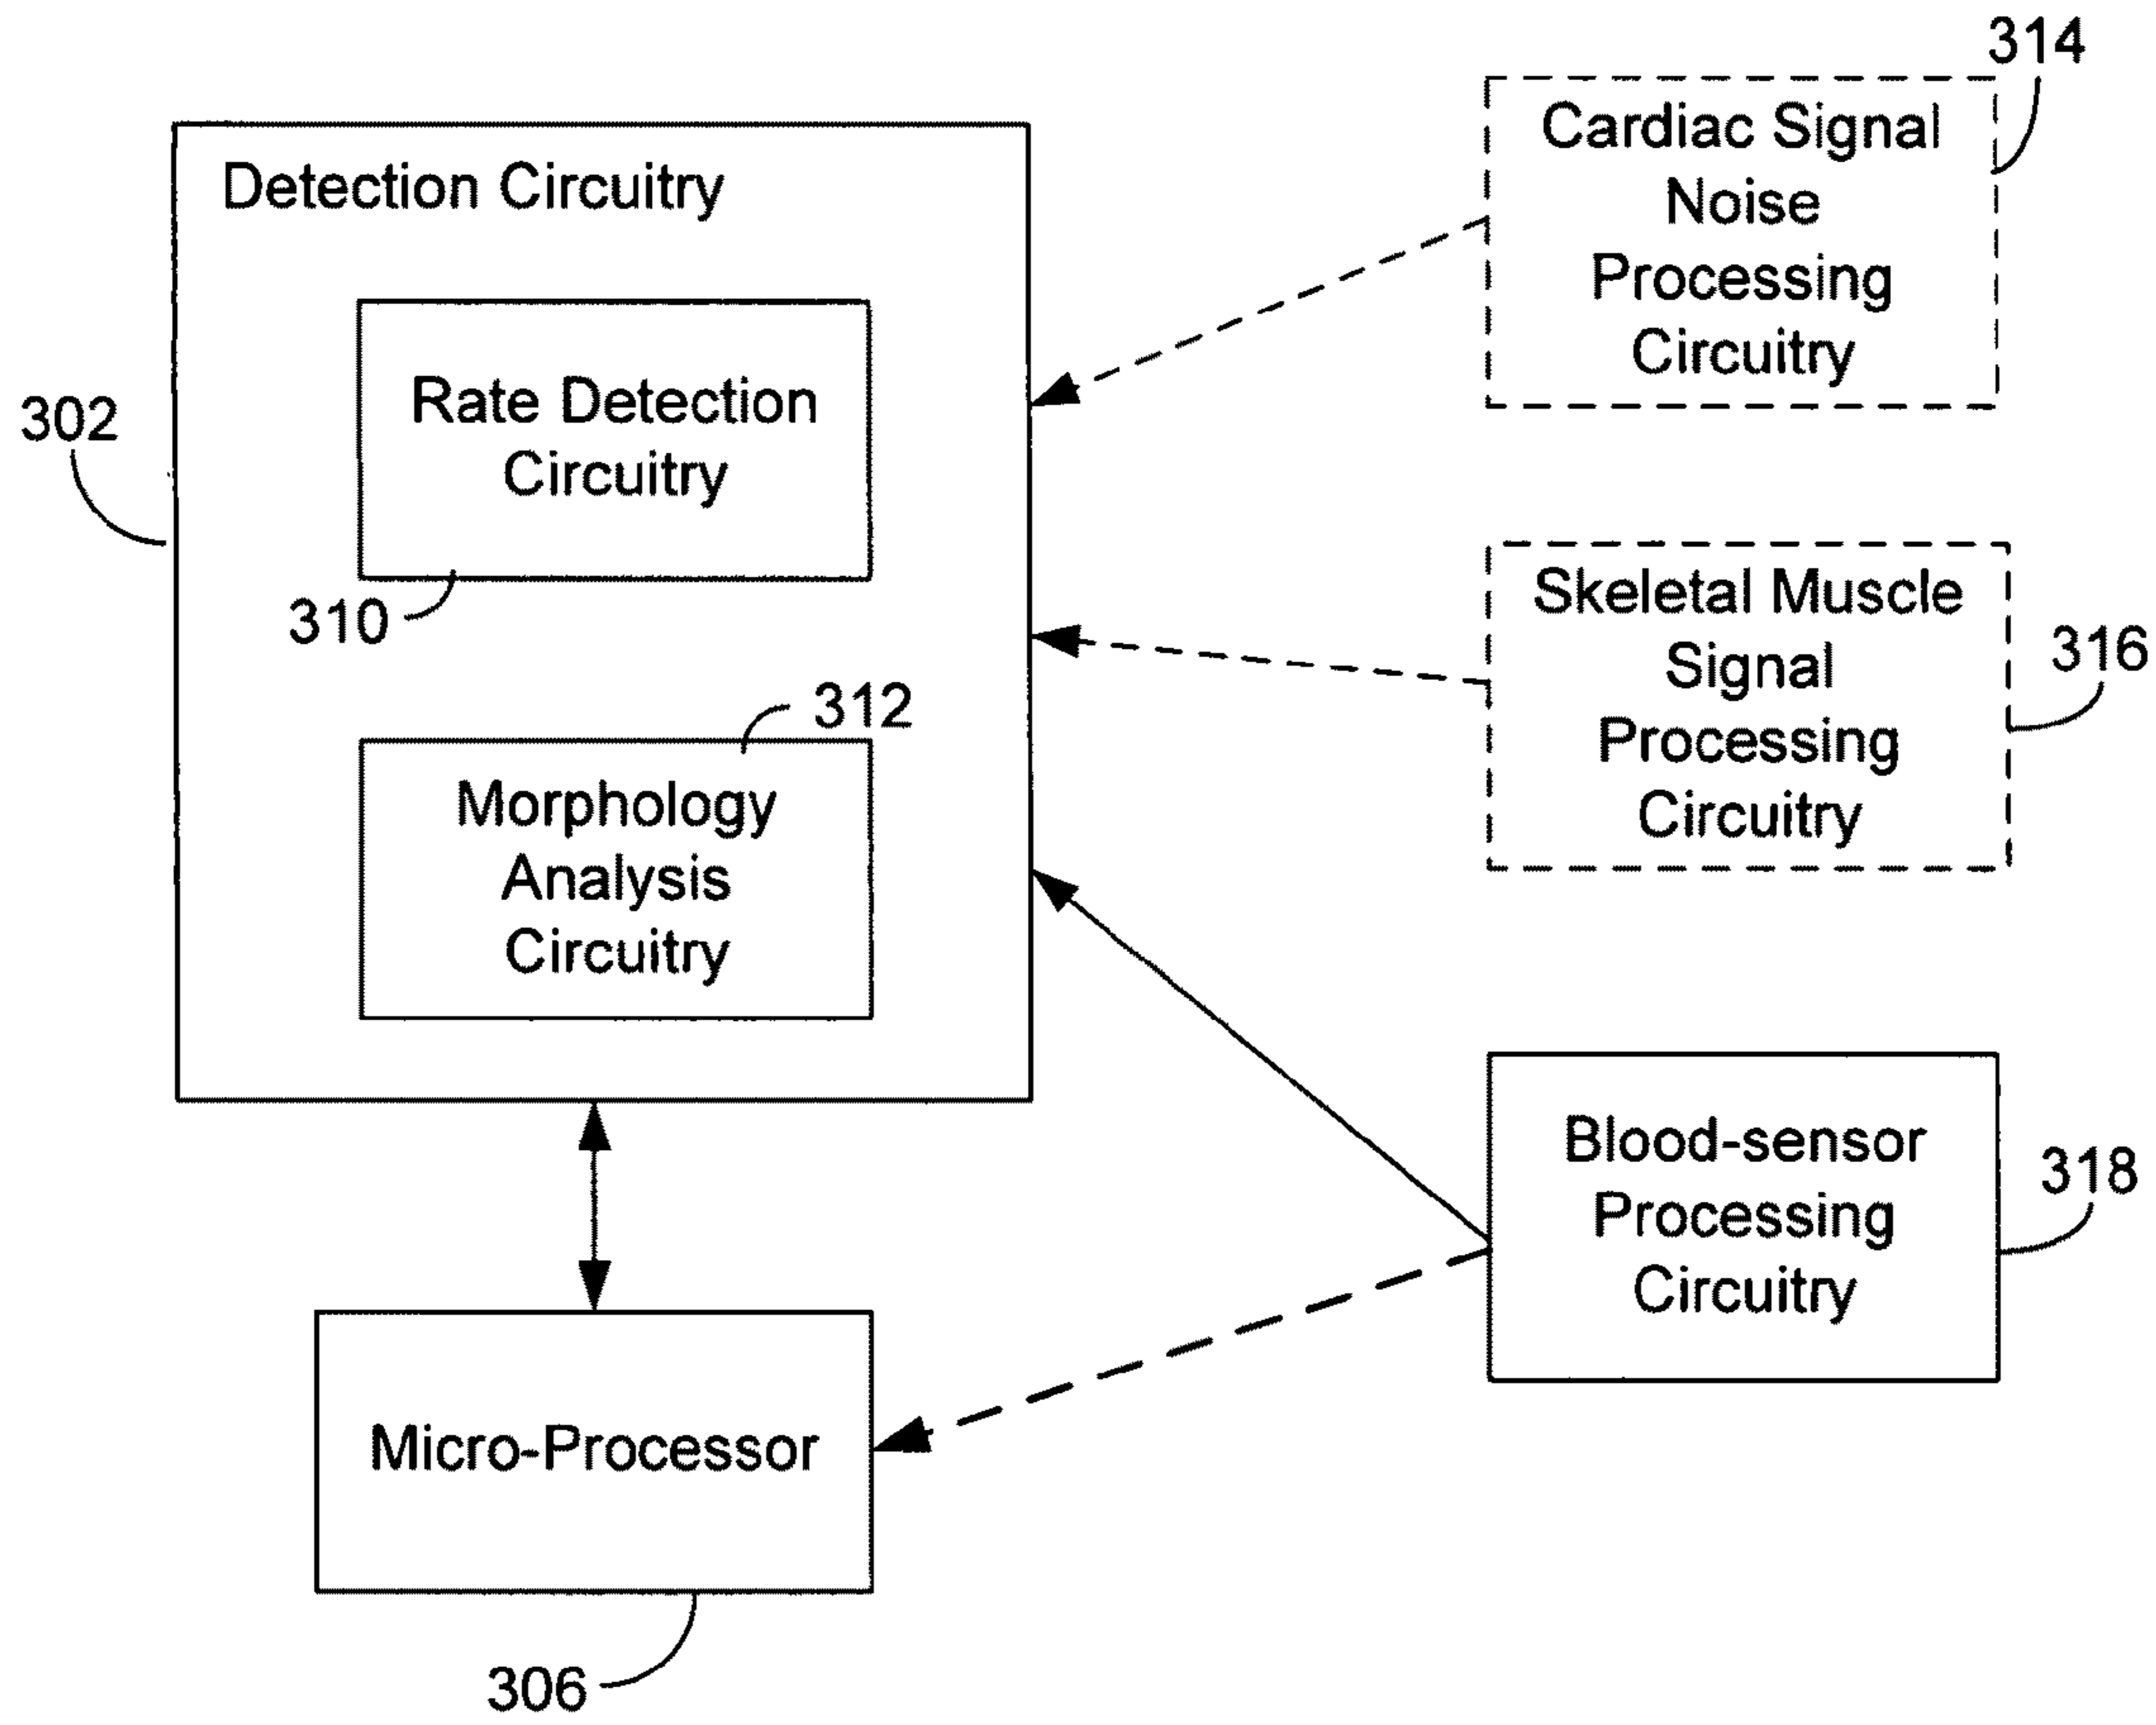 314
Cardiac Signal
Noise
Processing
Circuitry
Detection Circuitry
Rate Detection
Circuitry
302
310
Skeletal Muscle
Signal
Processing
Circuitry
316
312
Morphology
Analysis
Circuitry
Blood-sensor
Processing
Circuitry
318
Micro-Processor
306